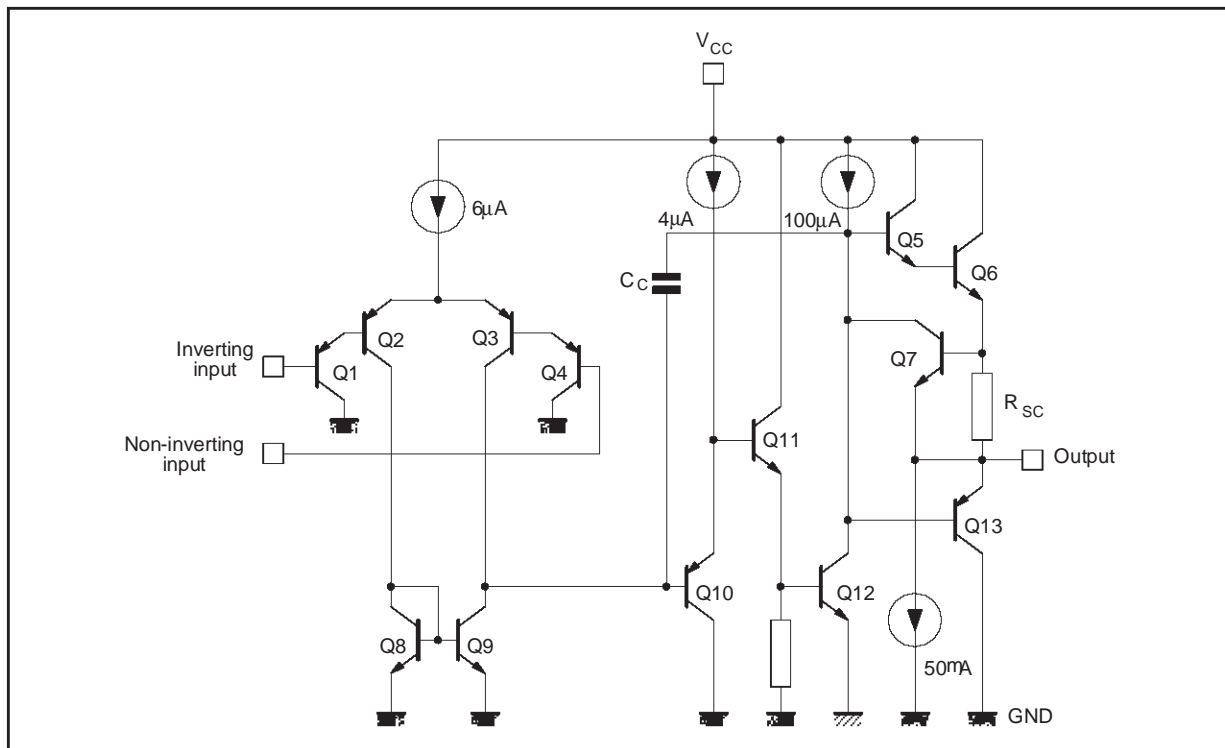 VCC
6µA
4µA
100µA
Q5
Q6
CC
Q2
Q3
Inverting
input
Q1
Q4
Q7
RSC
Non-inverting
input
Q11
Output
Q13
Q10
Q12
Q8
Q9
50mA
GND